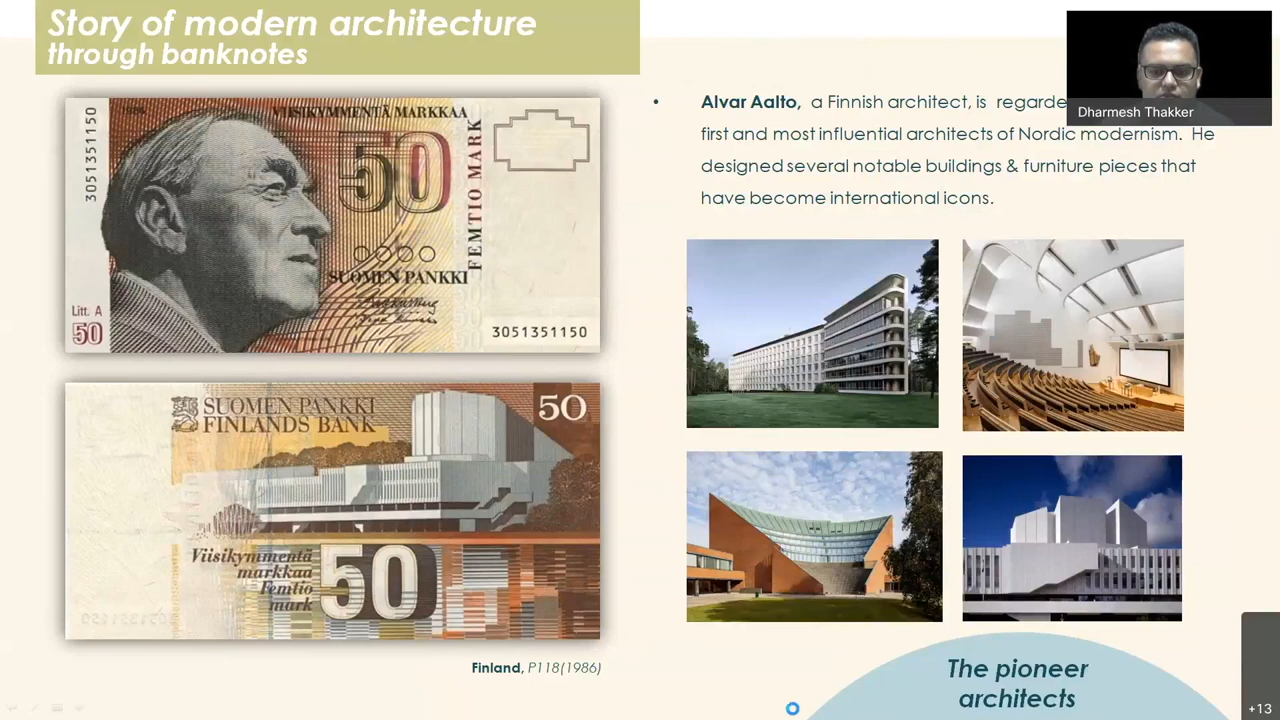 Story of modern architecture
through banknotes
Dharmesh Thakker
• Alvar Aalto, a Finnish architect, is regarde
first and most influential architects of Nordic modernism. He
designed several notable buildings & furniture pieces that
have become international icons.
3051351150
VIISIKYMMENTÄ MARKKAA
50
FEMTIO MARK
SUOMEN PANKKI
Litt. A
50
3051351150
SUOMEN PANKKI
FINLANDS BANK
50
Viisikymmentä
markkaa
Femtio
mark
50
Finland, P118(1986)
The pioneer
architects
+13